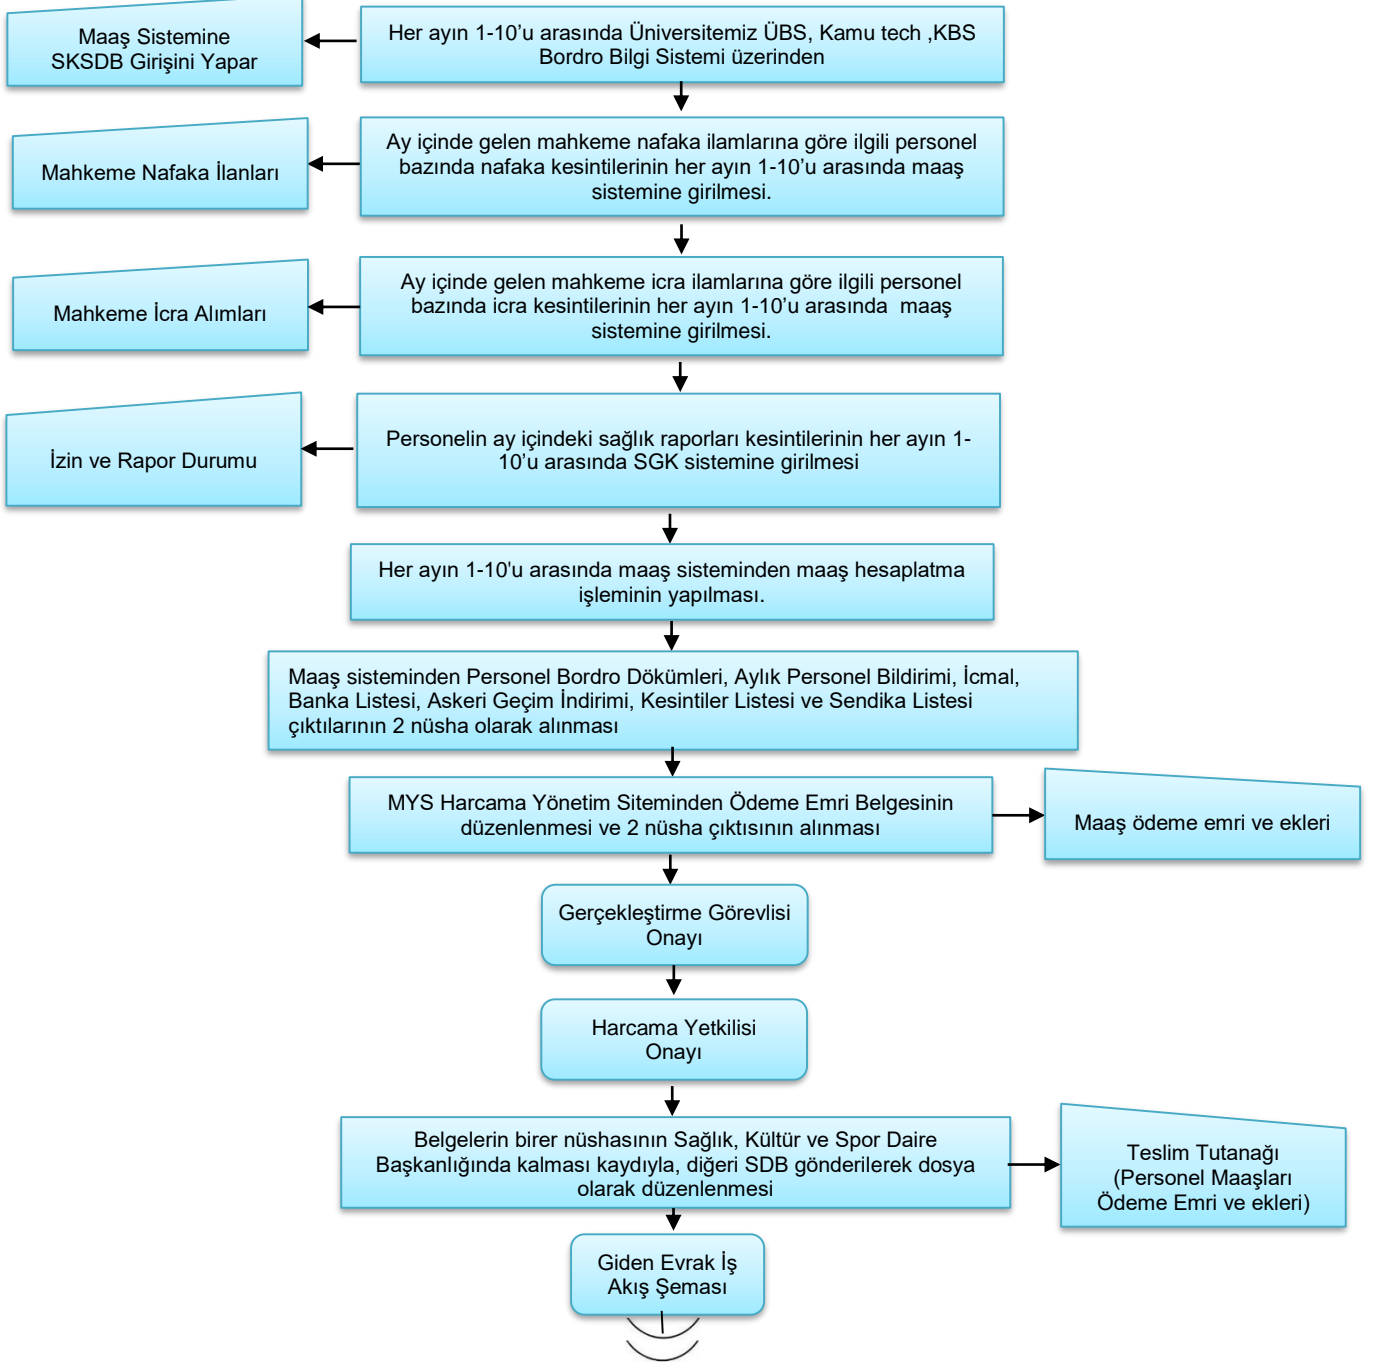 Maaş Sistemine
SKSDB Girişini Yapar
Her ayın 1-10’u arasında Üniversitemiz ÜBS, Kamu tech ,KBS
Bordro Bilgi Sistemi üzerinden
Mahkeme Nafaka İlanları
Ay içinde gelen mahkeme nafaka ilamlarına göre ilgili personel
bazında nafaka kesintilerinin her ayın 1-10’u arasında maaş
sistemine girilmesi.
Mahkeme İcra Alımları
Ay içinde gelen mahkeme icra ilamlarına göre ilgili personel
bazında icra kesintilerinin her ayın 1-10’u arasında  maaş
sistemine girilmesi.
İzin ve Rapor Durumu
Personelin ay içindeki sağlık raporları kesintilerinin her ayın 1-
10’u arasında SGK sistemine girilmesi
Her ayın 1-10'u arasında maaş sisteminden maaş hesaplatma
işleminin yapılması.
Maaş sisteminden Personel Bordro Dökümleri, Aylık Personel Bildirimi, İcmal,
Banka Listesi, Askeri Geçim İndirimi, Kesintiler Listesi ve Sendika Listesi
çıktılarının 2 nüsha olarak alınması
MYS Harcama Yönetim Siteminden Ödeme Emri Belgesinin
düzenlenmesi ve 2 nüsha çıktısının alınması
Maaş ödeme emri ve ekleri
Gerçekleştirme Görevlisi
Onayı
Harcama Yetkilisi
Onayı
Belgelerin birer nüshasının Sağlık, Kültür ve Spor Daire
Başkanlığında kalması kaydıyla, diğeri SDB gönderilerek dosya
olarak düzenlenmesi
Teslim Tutanağı
(Personel Maaşları
Ödeme Emri ve ekleri)
Giden Evrak İş
Akış Şeması